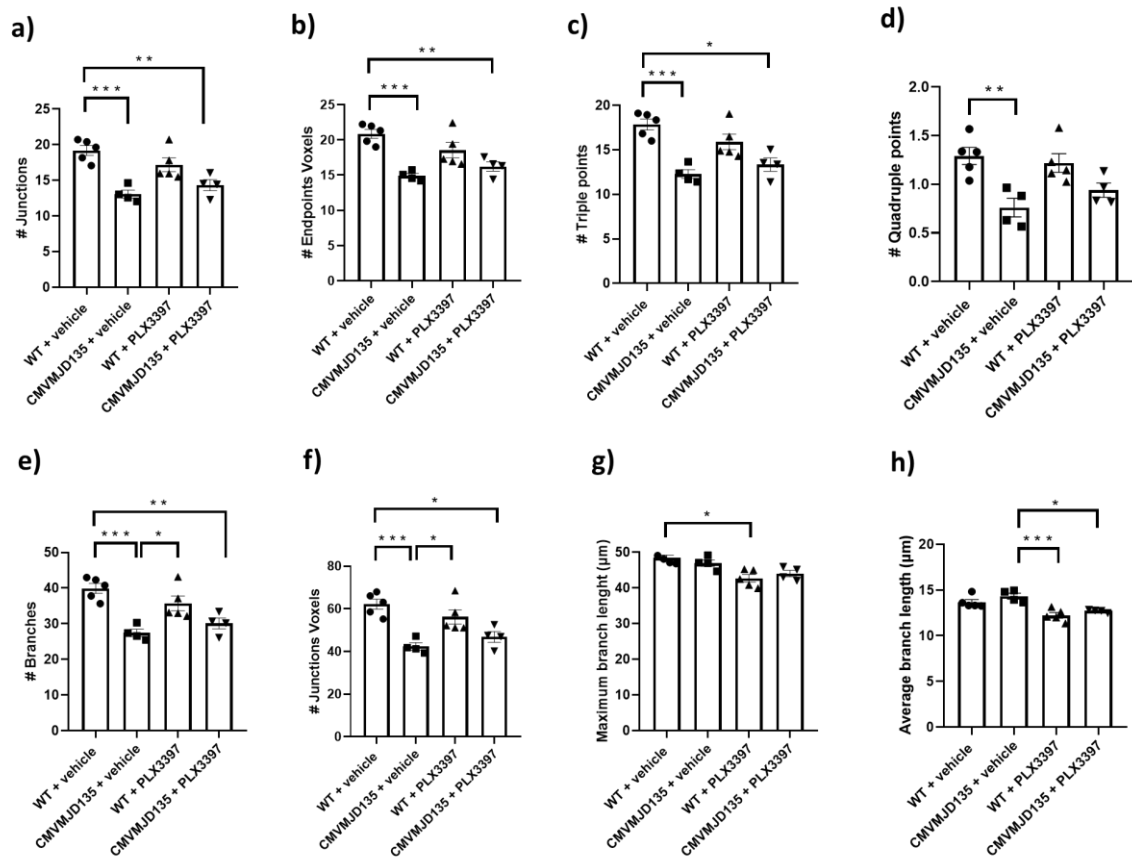 a)
* *
* * *
# Junctions
25
20
15
10
5
0
WT + vehicle
CMVMJD135 + vehicle
WT + PLX3397
CMVMJD135 + PLX3397
b)
* *
* * *
# Endpoints Voxels
25
20
15
10
5
0
WT + vehicle
CMVMJD135 + vehicle
WT + PLX3397
CMVMJD135 + PLX3397
c)
*
* * *
# Triple points
20
15
10
5
0
WT + vehicle
CMVMJD135 + vehicle
WT + PLX3397
CMVMJD135 + PLX3397
d)
* *
# Quadruple points
2.0
1.5
1.0
0.5
0.0
WT + vehicle
CMVMJD135 + vehicle
WT + PLX3397
CMVMJD135 + PLX3397
e)
* *
* * *
*
# Branches
50
40
30
20
10
0
WT + vehicle
CMVMJD135 + vehicle
WT + PLX3397
CMVMJD135 + PLX3397
f)
*
* * *
*
# Junctions Voxels
80
60
40
20
0
WT + vehicle
CMVMJD135 + vehicle
WT + PLX3397
CMVMJD135 + PLX3397
g)
*
Maximum branch lenght (µm)
50
40
30
20
10
0
WT + vehicle
CMVMJD135 + vehicle
WT + PLX3397
CMVMJD135 + PLX3397
h)
*
* * *
Average branch length (µm)
20
15
10
5
0
WT + vehicle
CMVMJD135 + vehicle
WT + PLX3397
CMVMJD135 + PLX3397